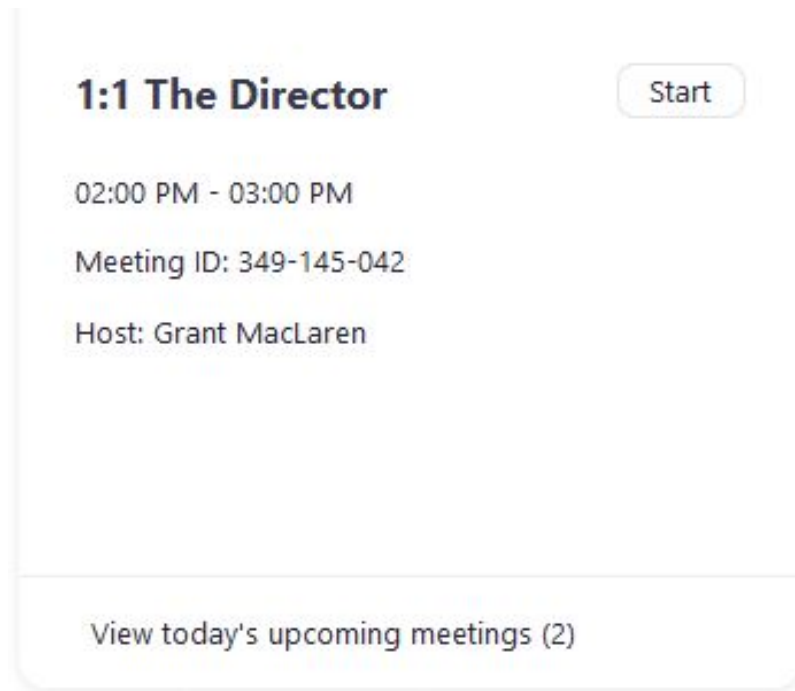 1:1 The Director
Start
02:00 PM - 03:00 PM
Meeting ID: 349-145-042
Host: Grant MacLaren
View today's upcoming meetings (2)